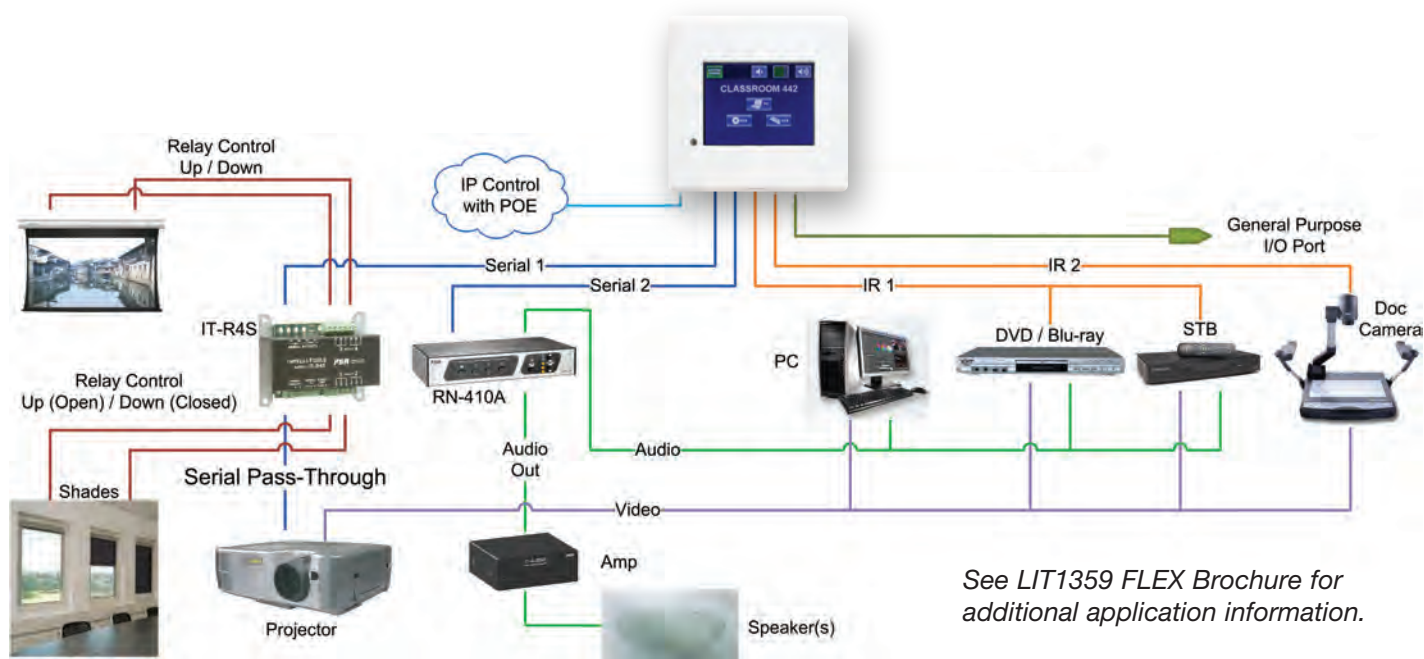 CLASSROOM 442
Relay Control
Up / Down
IP Control
with POE
General Purpose
I/O Port
Serial 1
IR 2
Serial 2
IR 1
IT-R4S
DVD / Blu-ray
STB
Doc
Camera
PC
Relay Control
Up (Open) / Down (Closed)
RN-410A
Audio
Out
Audio
Serial Pass-Through
Shades
Video
Amp
Projector
Speaker(s)
See LIT1359 FLEX Brochure for
additional application information.